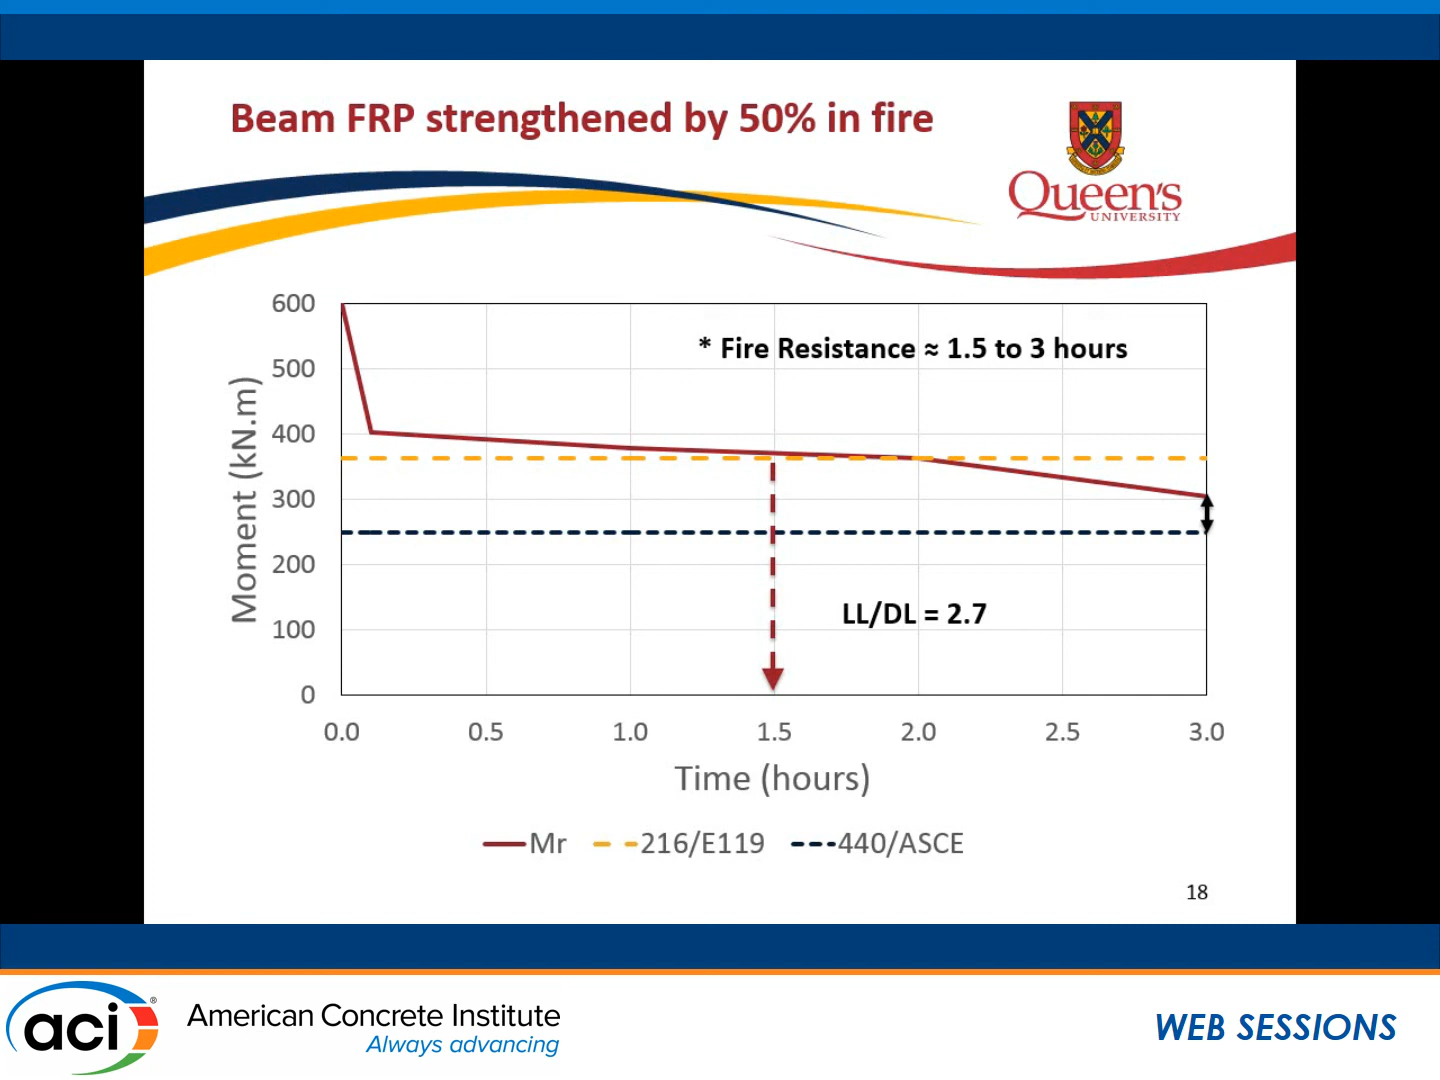 Beam FRP strengthened by 50% in fire
Queen's
UNIVERSITY
600
* Fire Resistance ≈ 1.5 to 3 hours
500
400
300
200
LL/DL = 2.7
100
0
Moment (kN.m)
0.0 0.5 1.0 1.5 2.0 2.5 3.0
Time (hours)
Mr 216/E119 440/ASCE
18
aci®
American Concrete Institute
Always advancing
WEB SESSIONS